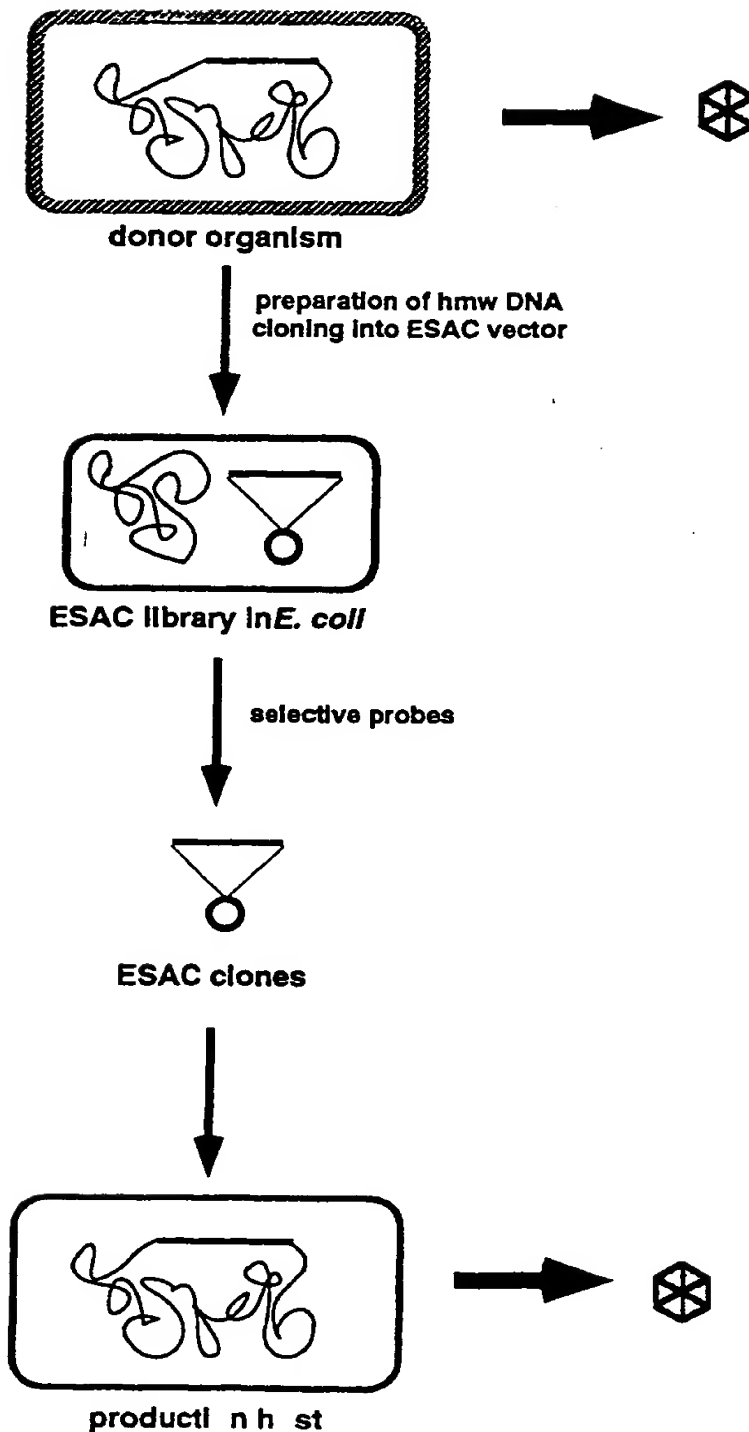 donor organism
preparation of hmw DNA
cloning into ESAC vector
ESAC library in E. coli
selective probes
ESAC clones
producti n h st